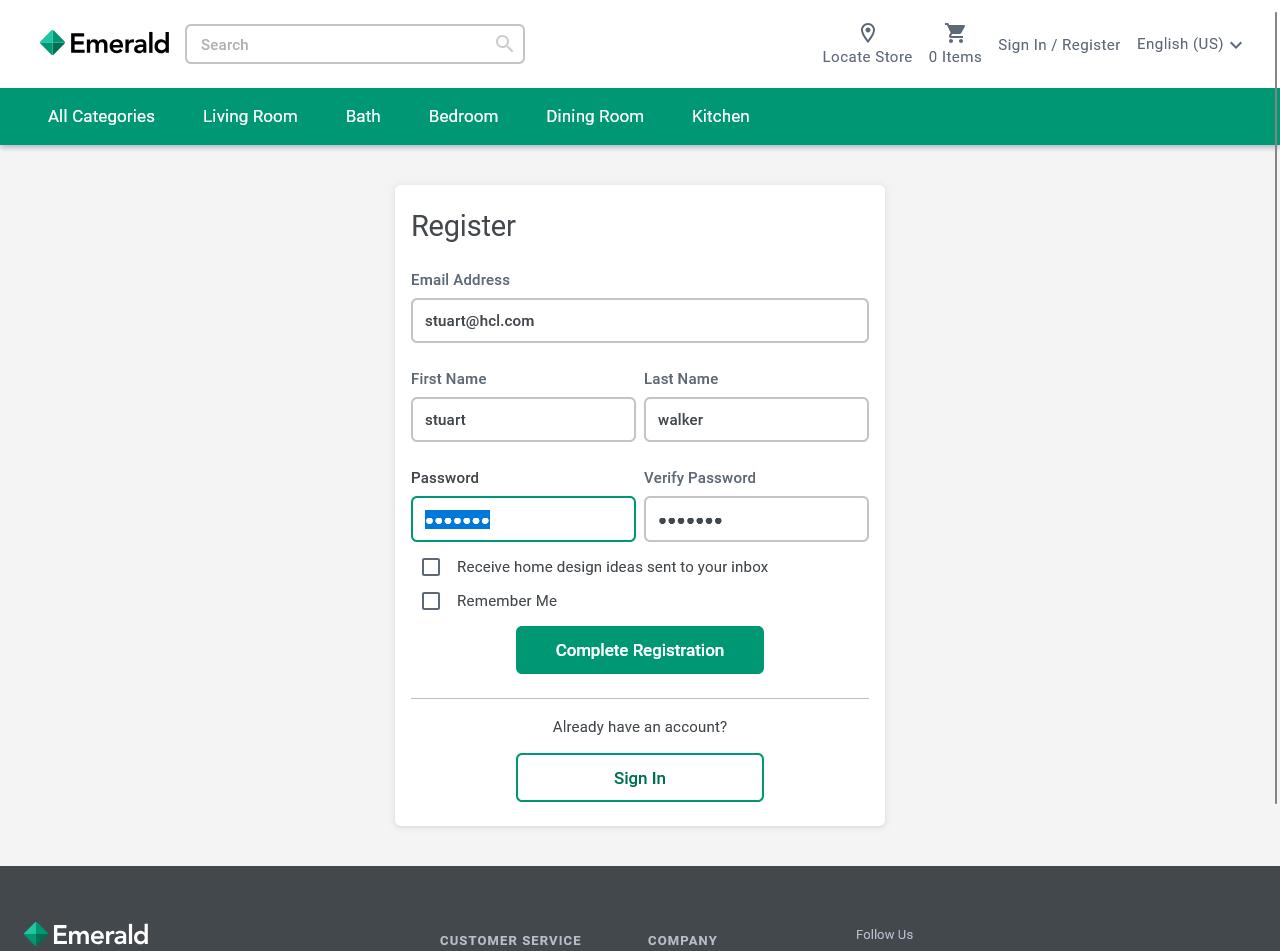 Emerald
Search
Locate Store
0 Items
Sign In / Register
English (US)
All Categories
Living Room
Bath
Bedroom
Dining Room
Kitchen
Register
Email Address
stuart@hcl.com
First Name
Last Name
stuart
walker
Password
Verify Password
•••••••
•••••••
Receive home design ideas sent to your inbox
Remember Me
Complete Registration
Already have an account?
Sign In
Emerald
CUSTOMER SERVICE
COMPANY
Follow Us